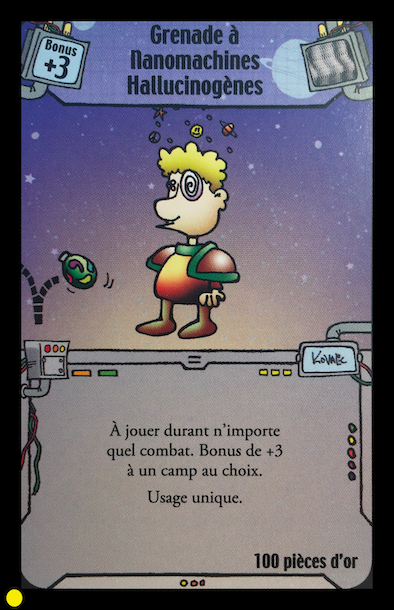 Bonus
+3
Grenade à
Nanomachines
Hallucinogènes
=
KOVALIC
À jouer durant n'importe
quel combat. Bonus de +3
à un camp au choix.
Usage unique.
100 pièces d'or